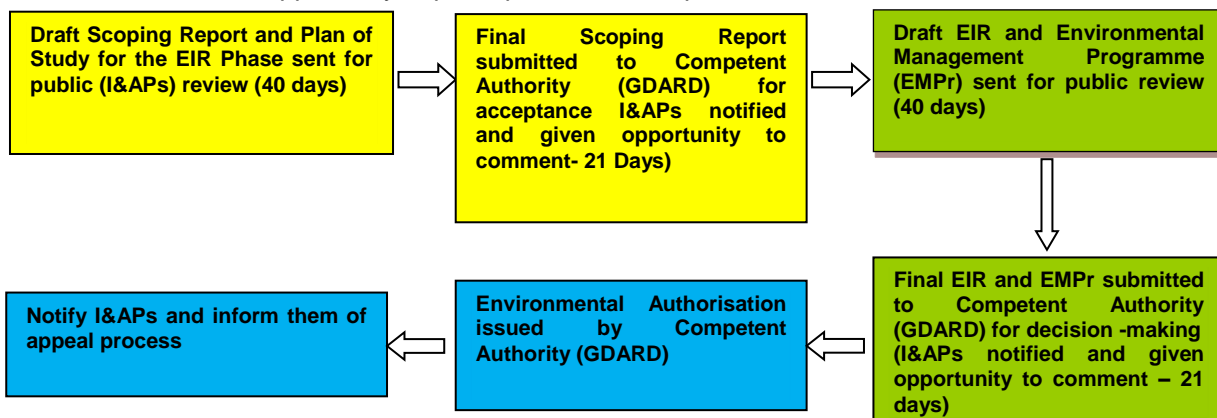 Draft Scoping Report and Plan of
Study for the EIR Phase sent for
public (I&APs) review (40 days)
Final Scoping Report
submitted to Competent
Authority (GDARD) for
acceptance I&APs notified
and given opportunity to
comment- 21 Days)
Draft EIR and Environmental
Management Programme
(EMPr) sent for public review
(40 days)
Final EIR and EMPr submitted
to Competent Authority
(GDARD) for decision -making
(I&APs notified and given
opportunity to comment – 21
days)
Environmental Authorisation
issued by Competent
Authority (GDARD)
Notify I&APs and inform them of
appeal process